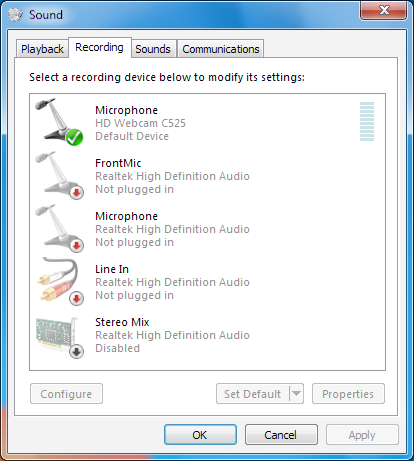 Sound
Playback Recording Sounds Communications
Select a recording device below to modify its settings:
Microphone
HD Webcam C525
Default Device
FrontMic
Realtek High Definition Audio
Not plugged in
Microphone
Realtek High Definition Audio
Not plugged in
Line In
Realtek High Definition Audio
Not plugged in
Stereo Mix
Realtek High Definition Audio
Disabled
Configure Set Default Properties
OK Cancel Apply